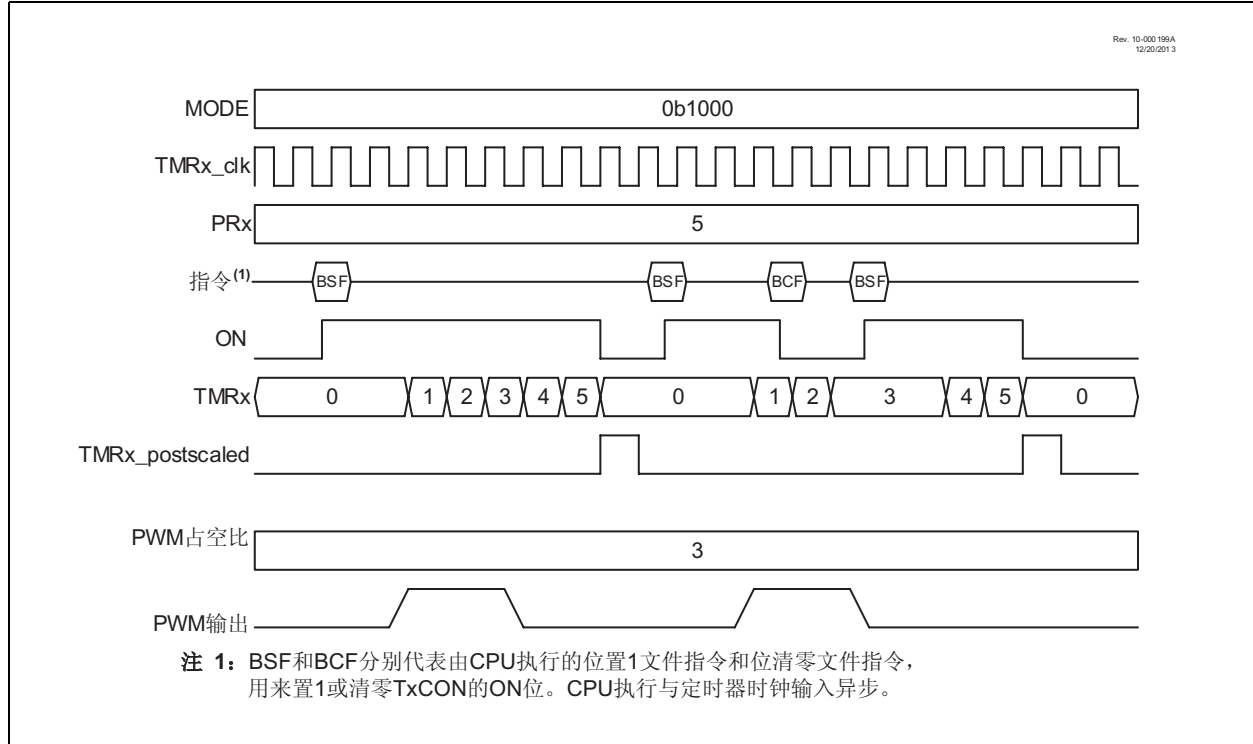 Rev. 10-000199A
12/20/2013
MODE 0b1000
TMRx_clk
PRx 5
指令(1) BSF BSF BCF BSF
ON
TMRx 0 1 2 3 4 5 0 1 2 3 4 5 0
TMRx_postscaled
PWM占空比 3
PWM输出
注 1：BSF和BCF分别代表由CPU执行的位置1文件指令和位清零文件指令，
用来置1或清零TxCON的ON位。CPU执行与定时器时钟输入异步。